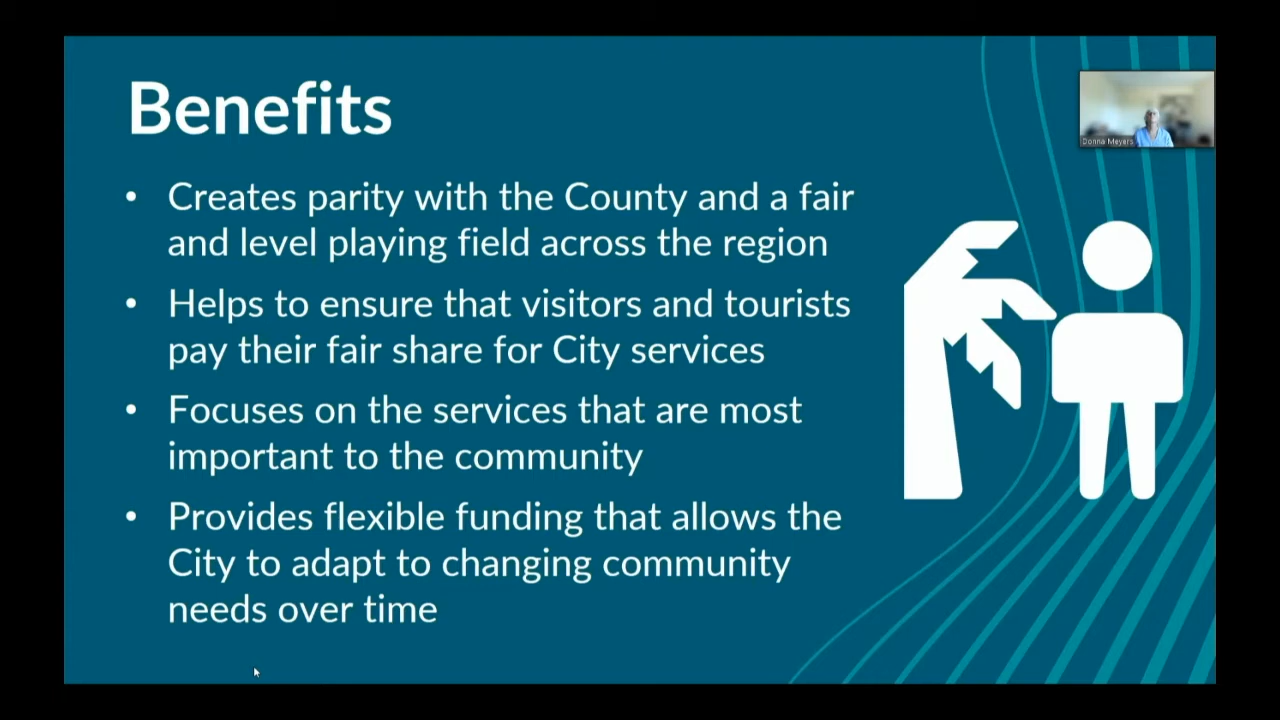 Benefits
• Creates parity with the County and a fair
and level playing field across the region
• Helps to ensure that visitors and tourists
pay their fair share for City services
• Focuses on the services that are most
important to the community
• Provides flexible funding that allows the
City to adapt to changing community
needs over time
Donna Meyers